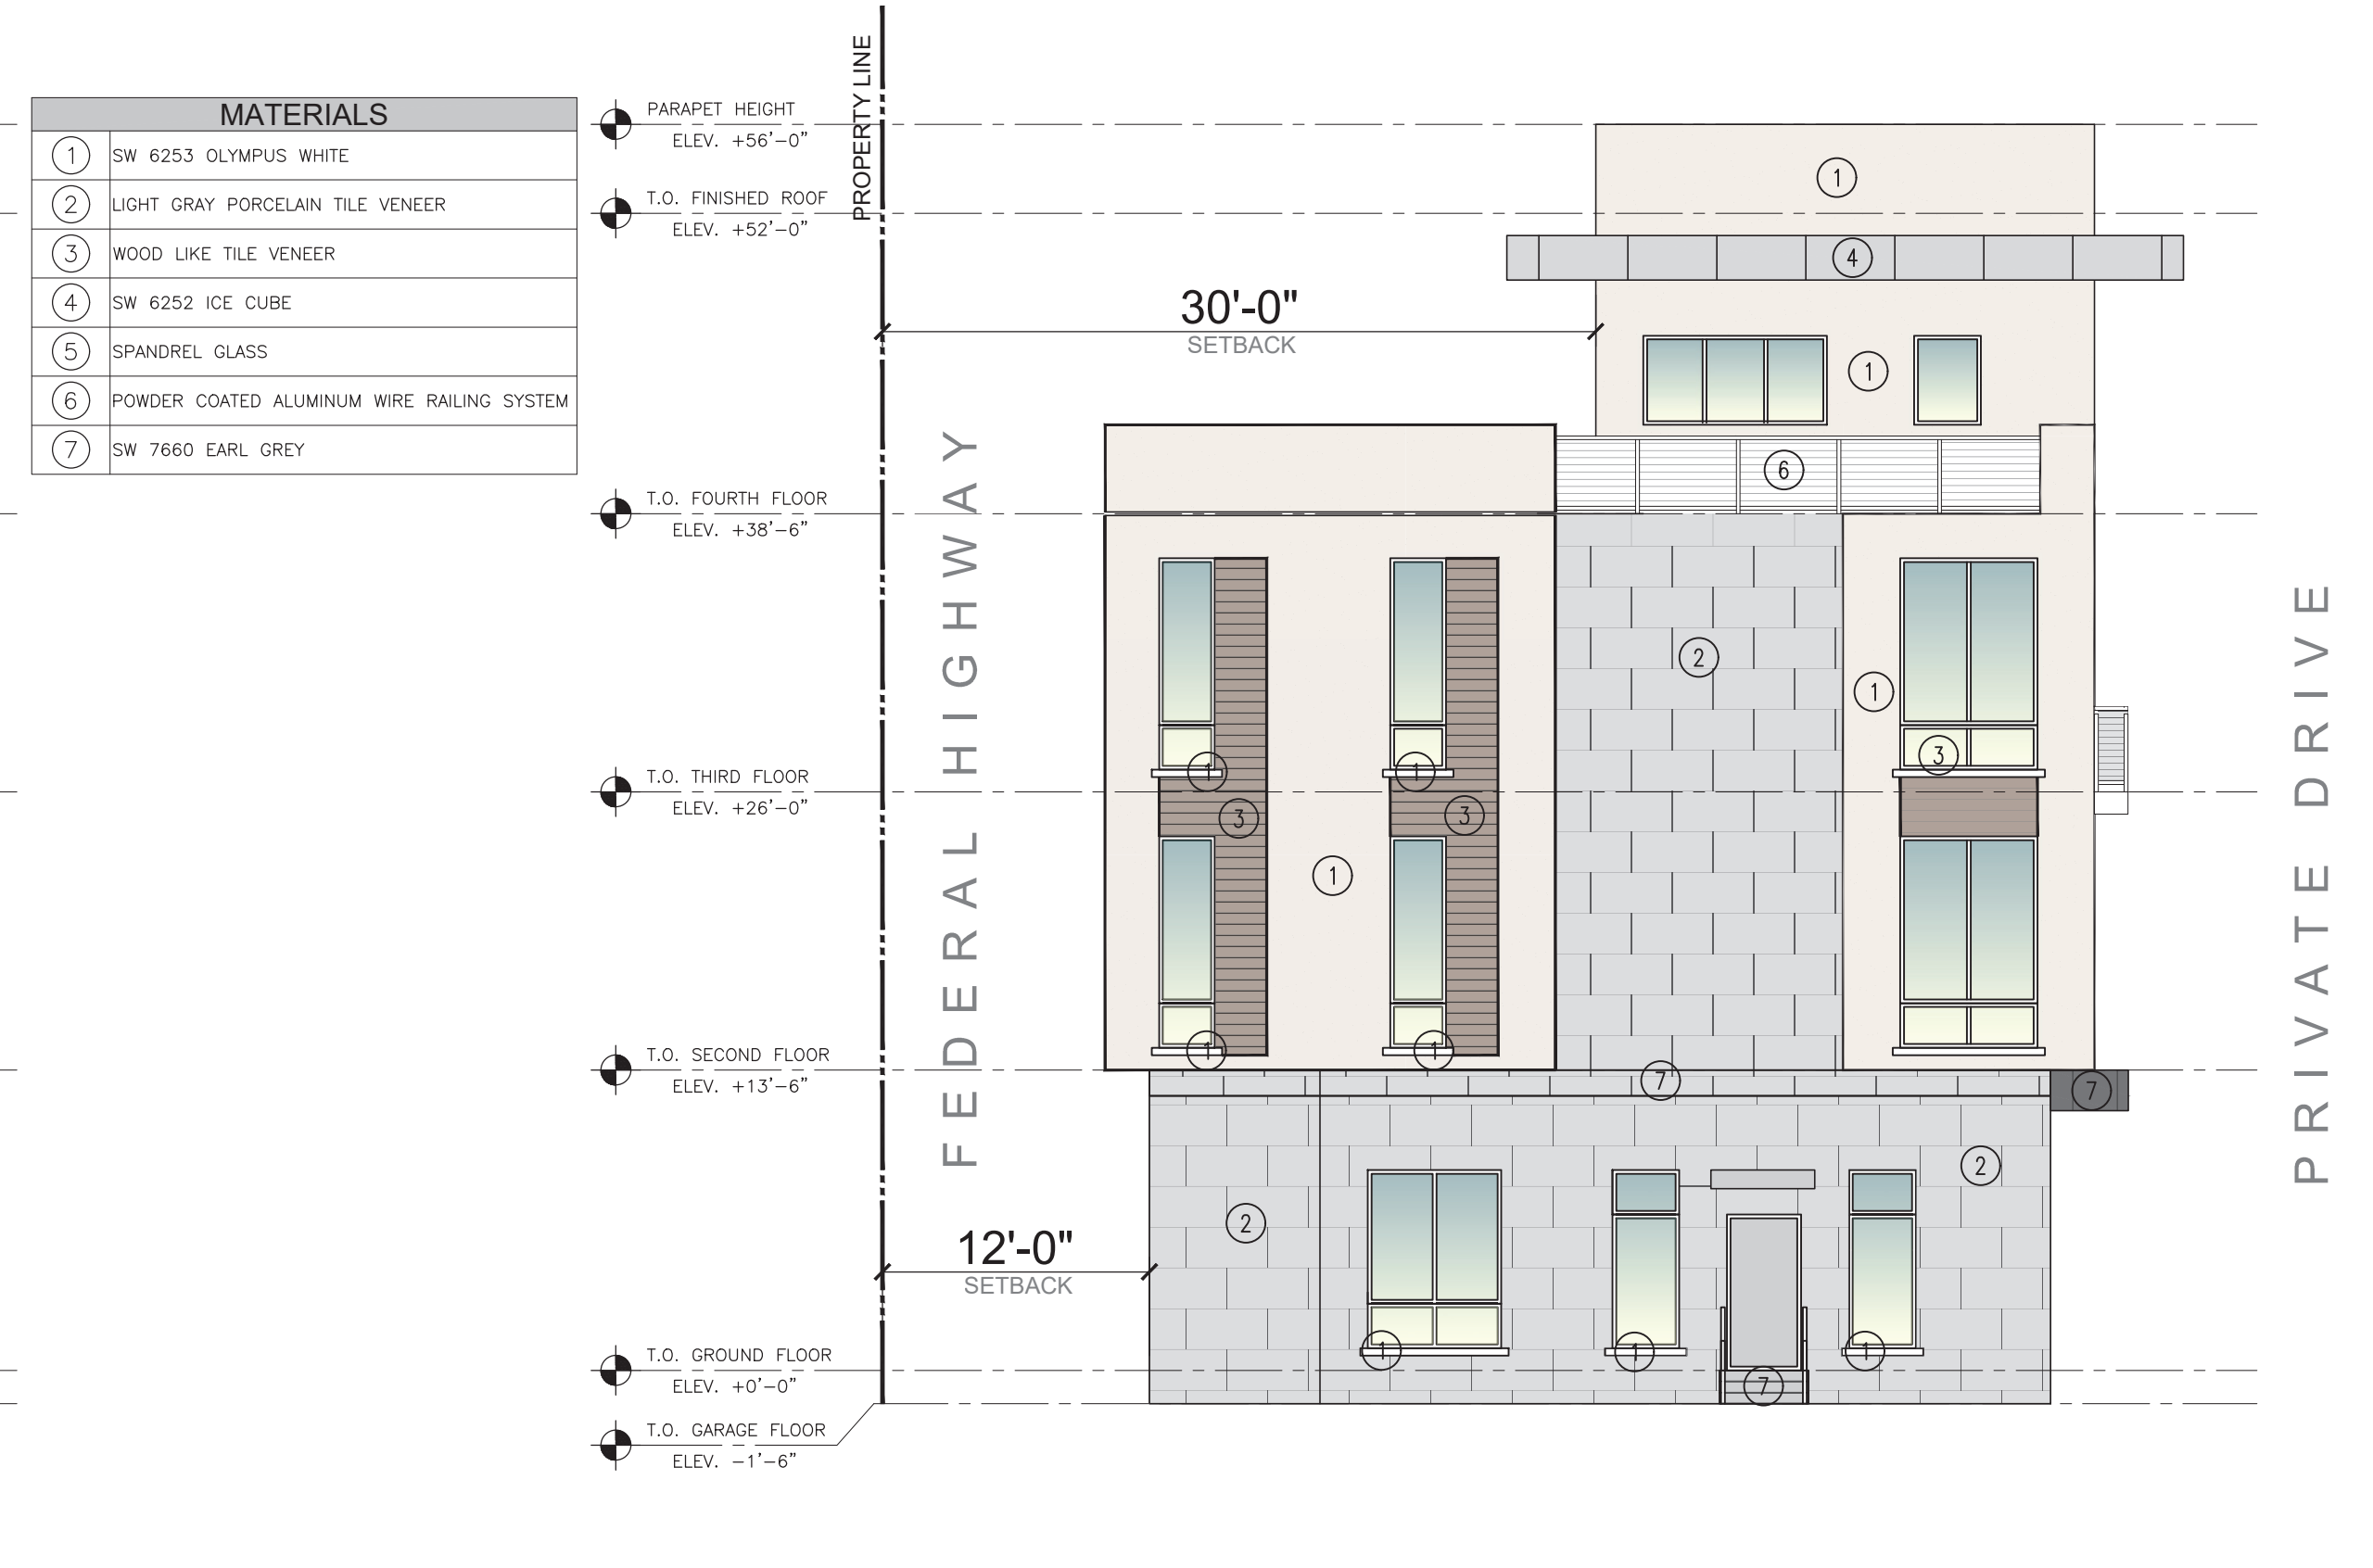 MATERIALS
1 SW 6253 OLYMPUS WHITE
2 LIGHT GRAY PORCELAIN TILE VENEER
3 WOOD LIKE TILE VENEER
4 SW 6252 ICE CUBE
5 SPANDREL GLASS
6 POWDER COATED ALUMINUM WIRE RAILING SYSTEM
7 SW 7660 EARL GREY
PARAPET HEIGHT
ELEV. +56'-0"
T.O. FINISHED ROOF
ELEV. +52'-0"
T.O. FOURTH FLOOR
ELEV. +38'-6"
T.O. THIRD FLOOR
ELEV. +26'-0"
T.O. SECOND FLOOR
ELEV. +13'-6"
T.O. GROUND FLOOR
ELEV. +0'-0"
T.O. GARAGE FLOOR
ELEV. -1'-6"
PROPERTY LINE
FEDERAL HIGHWAY
30'-0"
SETBACK
12'-0"
SETBACK
1
4
1
6
2
1
3
1
1
3
3
1
1
1
7
7
2
2
1
1
1
7
PRIVATE DRIVE